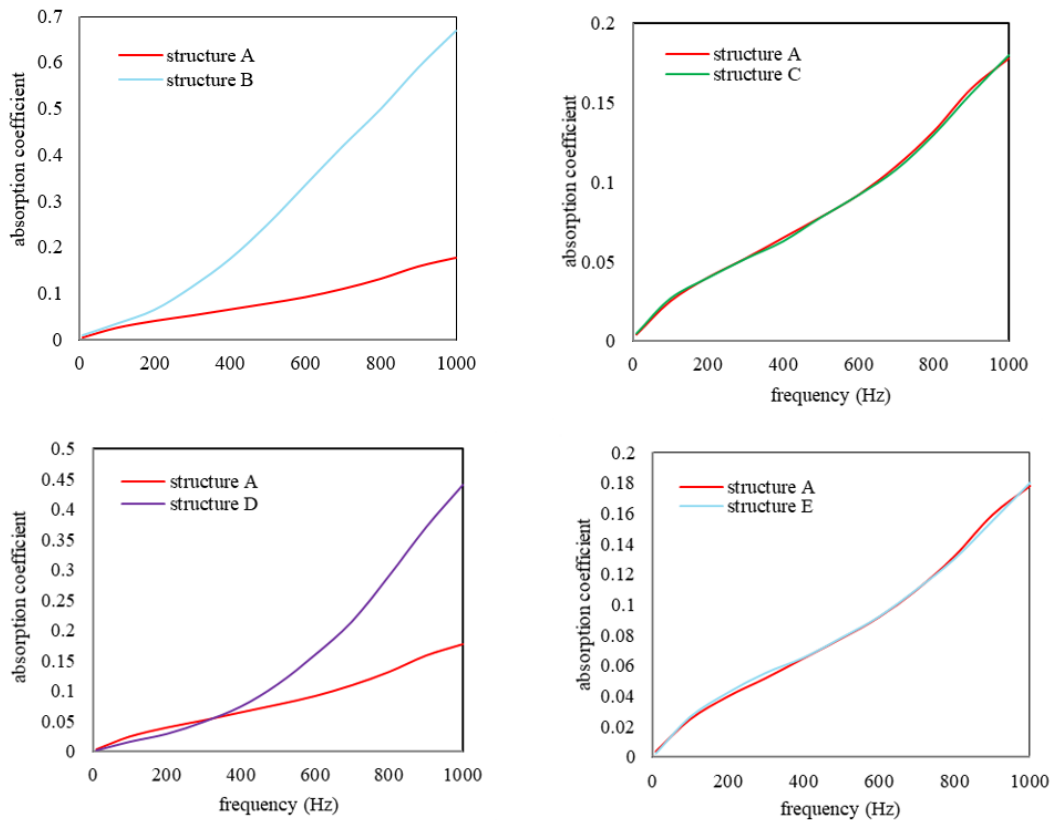 0.7
0.6
0.5
0.4
0.3
0.2
0.1
0
absorption coefficient
structure A
structure B
0 200 400 600 800 1000
0.2
0.15
0.1
0.05
0
absorption coefficient
structure A
structure C
0 200 400 600 800 1000
frequency (Hz)
0.5
0.45
0.4
0.35
0.3
0.25
0.2
0.15
0.1
0.05
0
absorption coefficient
structure A
structure D
0 200 400 600 800 1000
frequency (Hz)
0.2
0.18
0.16
0.14
0.12
0.1
0.08
0.06
0.04
0.02
0
absorption coefficient
structure A
structure E
0 200 400 600 800 1000
frequency (Hz)